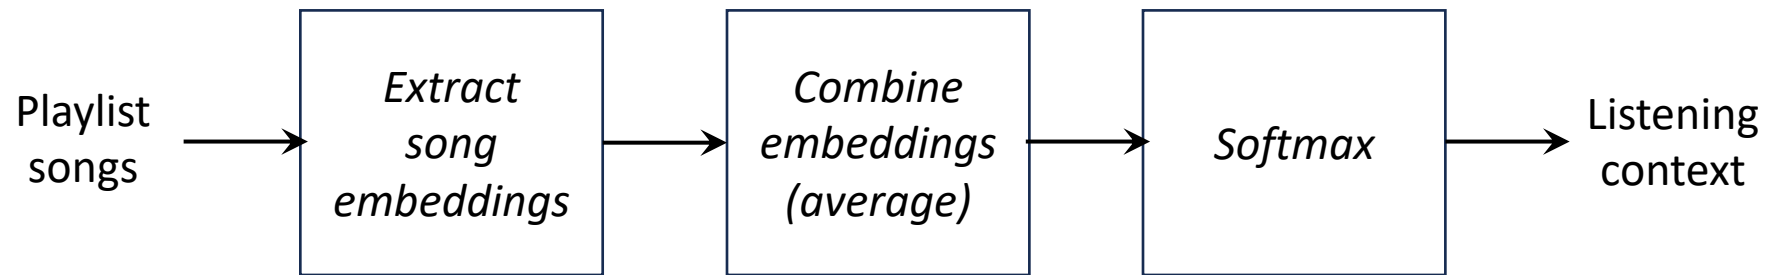 Playlist
songs
Extract
song
embeddings
Combine
embeddings
(average)
Softmax
Listening
context